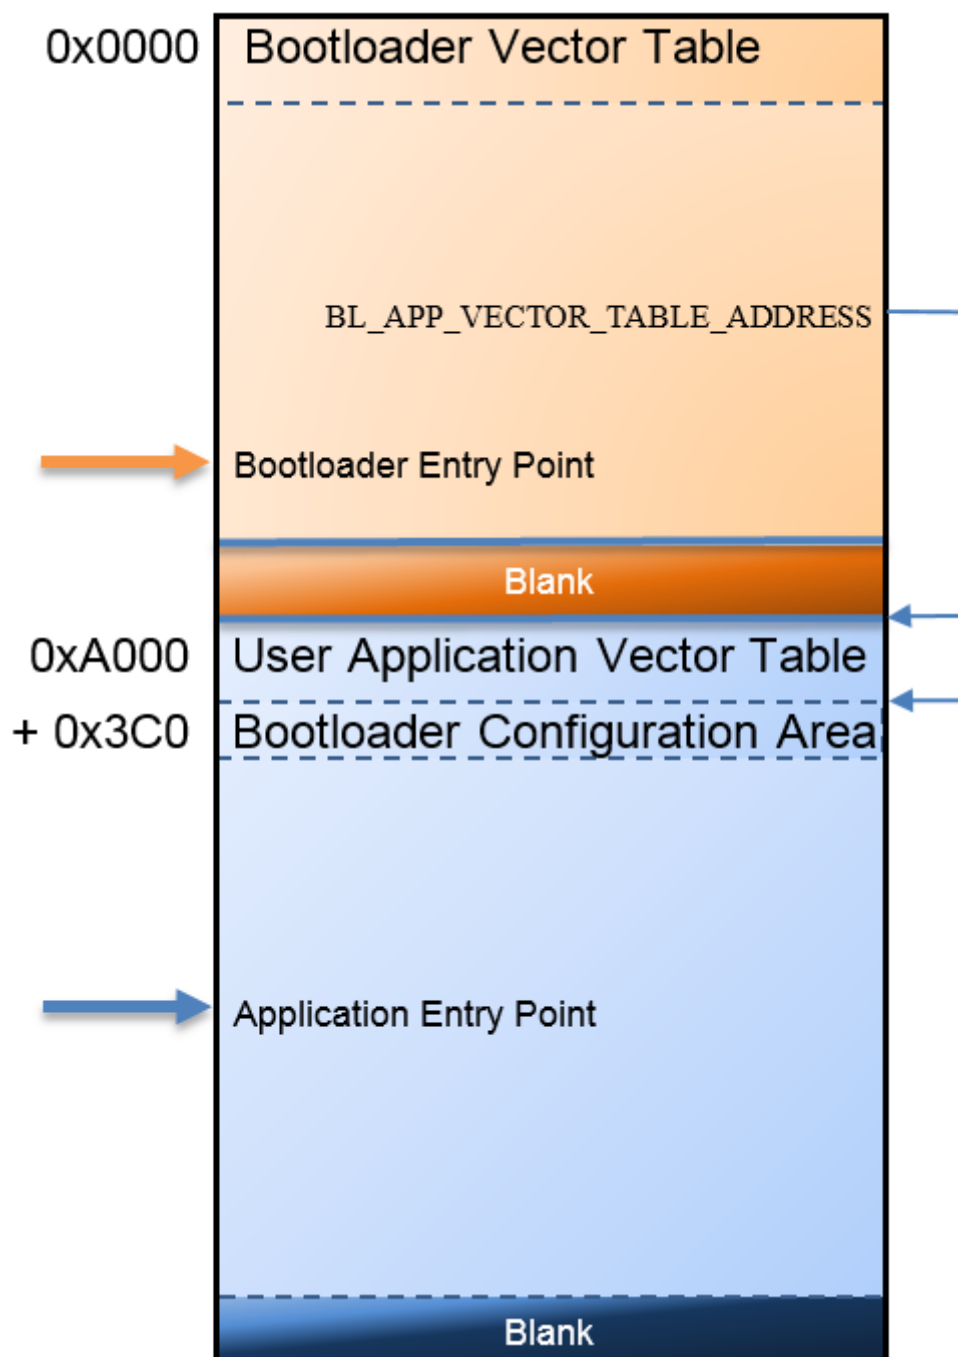 0x0000 Bootloader Vector Table
BL_APP_VECTOR_TABLE_ADDRESS
Bootloader Entry Point
Blank
0xA000 User Application Vector Table
+ 0x3C0 Bootloader Configuration Area
Application Entry Point
Blank